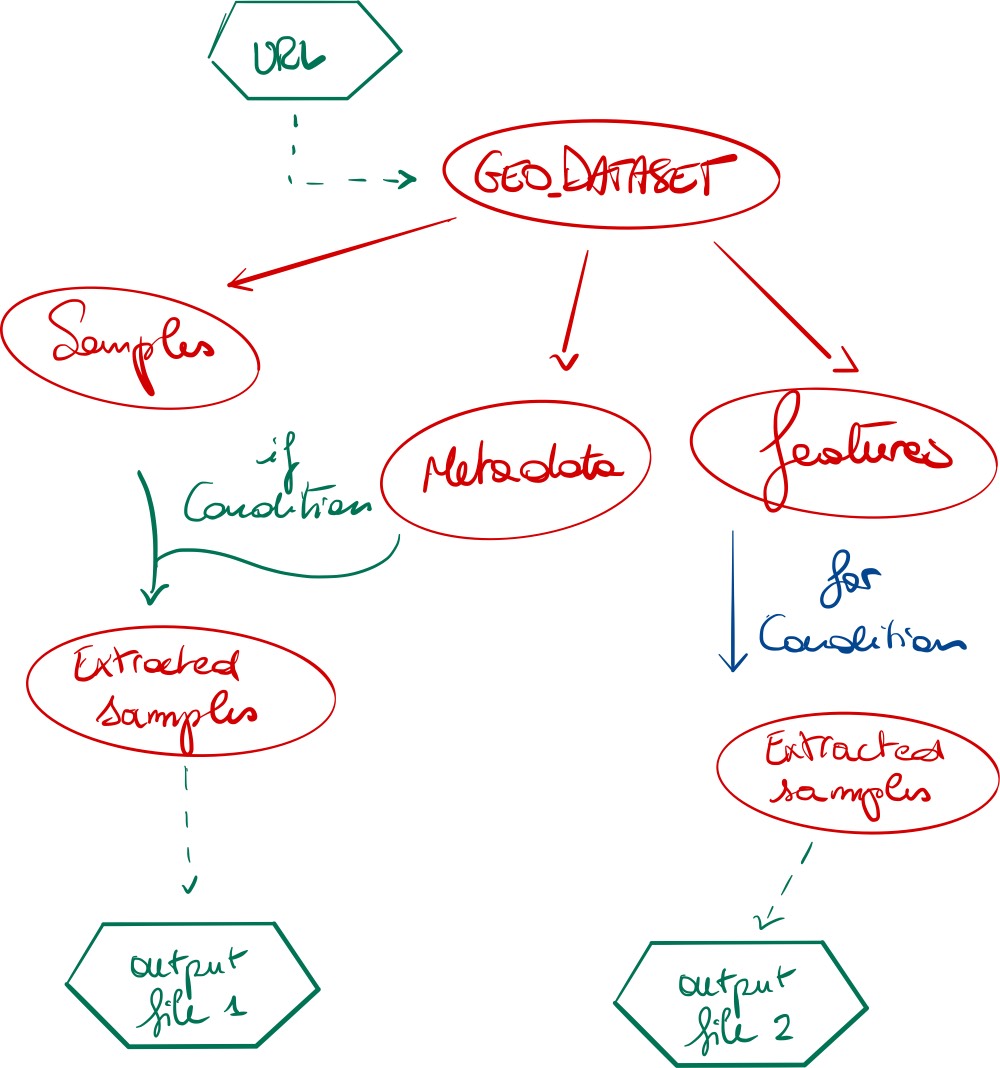 URL
GEO_DATASET
Samples
Metadata
features
if
Condition
for
Condition
Extracted
samples
Extracted
samples
output
file 1
output
file 2